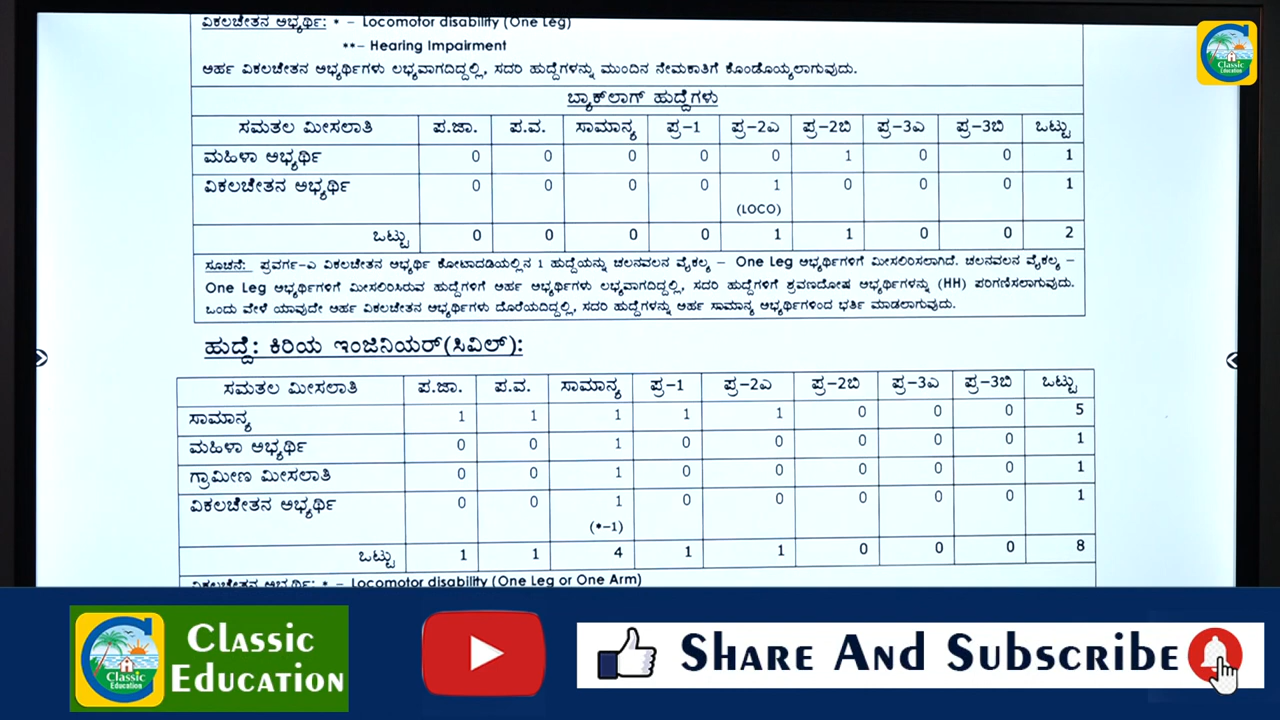 ವಿಕಲಚೇತನ ಅಭ್ಯರ್ಥಿ: * – Locomotor disability (One Leg)
**– Hearing Impairment
ಅರ್ಹ ವಿಕಲಚೇತನ ಅಭ್ಯರ್ಥಿಗಳು ಲಭ್ಯವಾಗದಿದ್ದಲ್ಲಿ, ಸದರಿ ಹುದ್ದೆಗಳನ್ನು ಮುಂದಿನ ನೇಮಕಾತಿಗೆ ಕೊಂಡೊಯ್ಯಲಾಗುವುದು.
ಬ್ಯಾಕ್‌ಲಾಗ್ ಹುದ್ದೆಗಳು
ಸಮತಲ ಮೀಸಲಾತಿ ಪ.ಜಾ. ಪ.ವ. ಸಾಮಾನ್ಯ ಪ್ರ-1 ಪ್ರ-2ಎ ಪ್ರ-2ಬಿ ಪ್ರ-3ಎ ಪ್ರ-3ಬಿ ಒಟ್ಟು
ಮಹಿಳಾ ಅಭ್ಯರ್ಥಿ 0 0 0 0 0 1 0 0 1
ವಿಕಲಚೇತನ ಅಭ್ಯರ್ಥಿ 0 0 0 0 1 0 0 0 1
(LOCO)
ಒಟ್ಟು 0 0 0 0 1 1 0 0 2
ಸೂಚನೆ: ಪ್ರವರ್ಗ-ಎ ವಿಕಲಚೇತನ ಅಭ್ಯರ್ಥಿ ಕೋಟಾದಡಿಯಲ್ಲಿನ 1 ಹುದ್ದೆಯನ್ನು ಚಲನವಲನ ವೈಕಲ್ಯ – One Leg ಅಭ್ಯರ್ಥಿಗಳಿಗೆ ಮೀಸಲಿರಿಸಲಾಗಿದೆ. ಚಲನವಲನ ವೈಕಲ್ಯ –
One Leg ಅಭ್ಯರ್ಥಿಗಳಿಗೆ ಮೀಸಲಿರಿಸಿರುವ ಹುದ್ದೆಗಳಿಗೆ ಅರ್ಹ ಅಭ್ಯರ್ಥಿಗಳು ಲಭ್ಯವಾಗದಿದ್ದಲ್ಲಿ, ಸದರಿ ಹುದ್ದೆಗಳಿಗೆ ಶ್ರವಣದೋಷ ಅಭ್ಯರ್ಥಿಗಳನ್ನು (HH) ಪರಿಗಣಿಸಲಾಗುವುದು.
ಒಂದು ವೇಳೆ ಯಾವುದೇ ಅರ್ಹ ವಿಕಲಚೇತನ ಅಭ್ಯರ್ಥಿಗಳು ದೊರೆಯದಿದ್ದಲ್ಲಿ, ಸದರಿ ಹುದ್ದೆಗಳನ್ನು ಅರ್ಹ ಸಾಮಾನ್ಯ ಅಭ್ಯರ್ಥಿಗಳಿಂದ ಭರ್ತಿ ಮಾಡಲಾಗುವುದು.
ಹುದ್ದೆ: ಕಿರಿಯ ಇಂಜಿನಿಯರ್(ಸಿವಿಲ್):
ಸಮತಲ ಮೀಸಲಾತಿ ಪ.ಜಾ. ಪ.ವ. ಸಾಮಾನ್ಯ ಪ್ರ-1 ಪ್ರ-2ಎ ಪ್ರ-2ಬಿ ಪ್ರ-3ಎ ಪ್ರ-3ಬಿ ಒಟ್ಟು
ಸಾಮಾನ್ಯ 1 1 1 1 1 0 0 0 5
ಮಹಿಳಾ ಅಭ್ಯರ್ಥಿ 0 0 1 0 0 0 0 0 1
ಗ್ರಾಮೀಣ ಮೀಸಲಾತಿ 0 0 1 0 0 0 0 0 1
ವಿಕಲಚೇತನ ಅಭ್ಯರ್ಥಿ 0 0 1 0 0 0 0 0 1
(*-1)
ಒಟ್ಟು 1 1 4 1 1 0 0 0 8
ವಿಕಲಚೇತನ ಅಭ್ಯರ್ಥಿ: * – Locomotor disability (One Leg or One Arm)
Classic
Education
Classic
Education
Classic
Education
Share And Subscribe